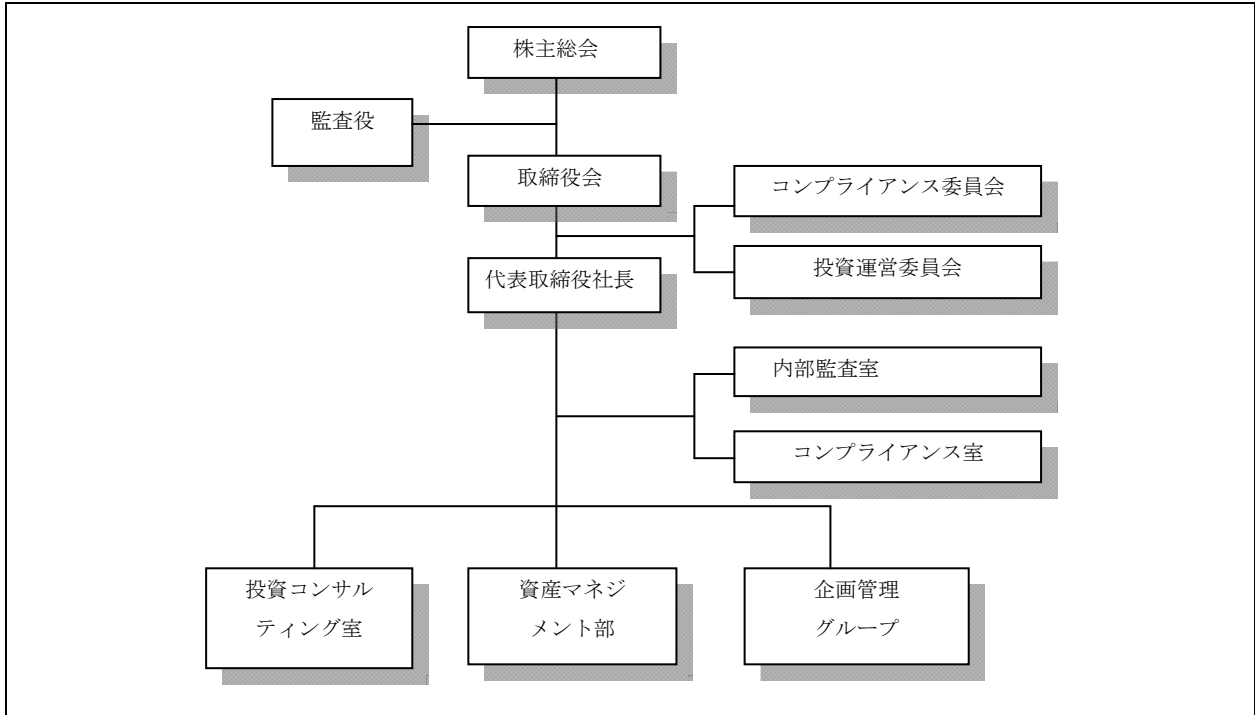 株主総会
監査役
取締役会
コンプライアンス委員会
投資運営委員会
代表取締役社長
内部監査室
コンプライアンス室
投資コンサル
ティング室
資産マネジ
メント部
企画管理
グループ